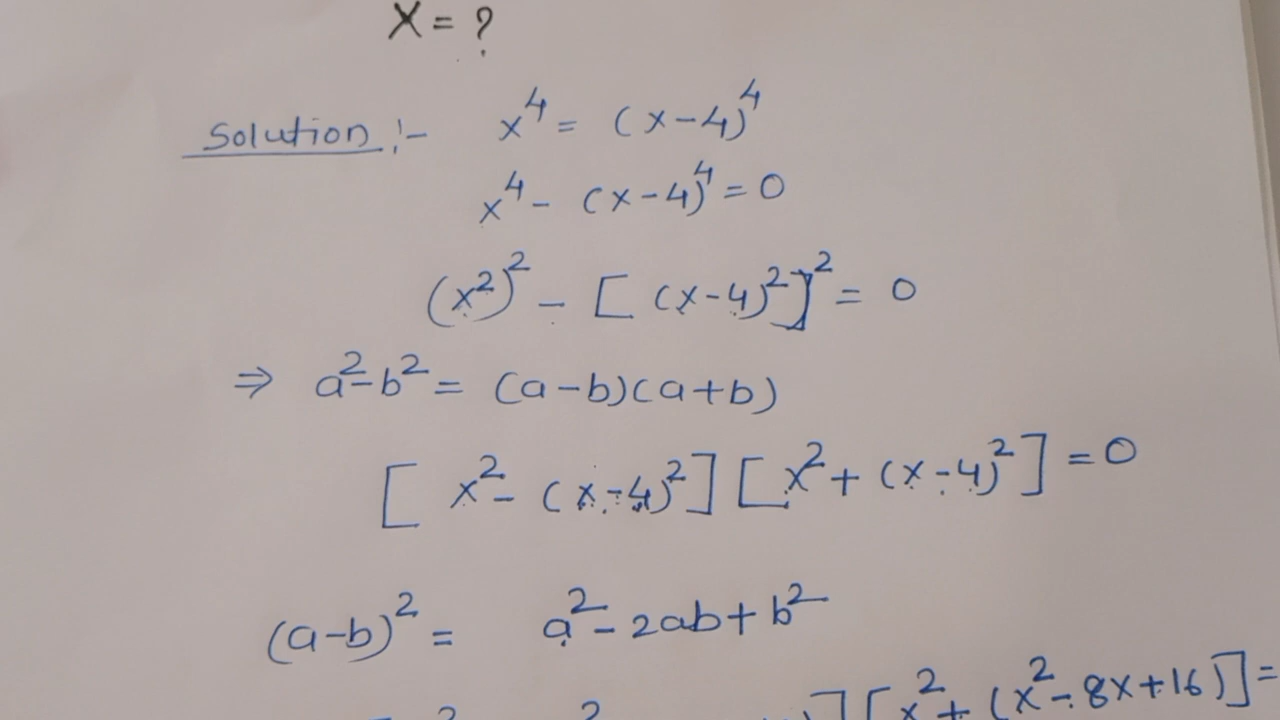 X = ?
Solution :- x⁴ = (x-4)⁴
x⁴ - (x-4)⁴ = 0
(x²)² - [(x-4)²]² = 0
⇒ a²-b² = (a-b)(a+b)
[x² - (x-4)²][x² + (x-4)²] = 0
(a-b)² = a² - 2ab + b²
][x² + (x² - 8x + 16)] =